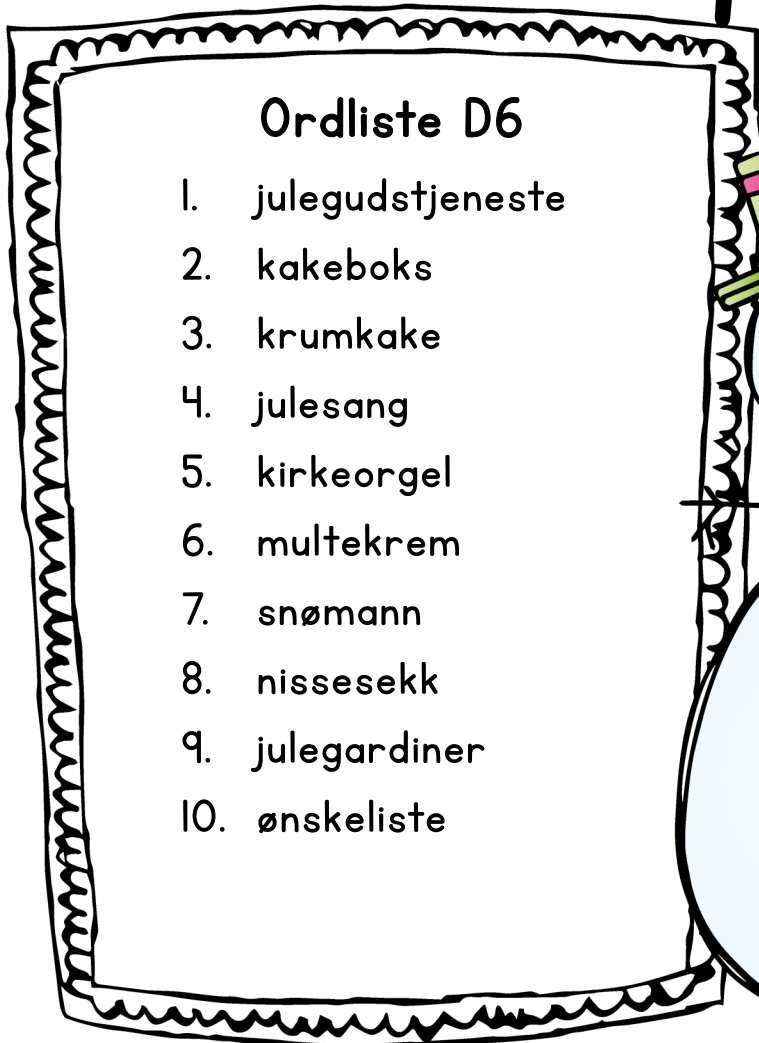 Ordliste D6
1. julegudstjeneste
2. kakeboks
3. krumkake
4. julesang
5. kirkeorgel
6. multekrem
7. snømann
8. nissesekk
9. julegardiner
10. ønskeliste